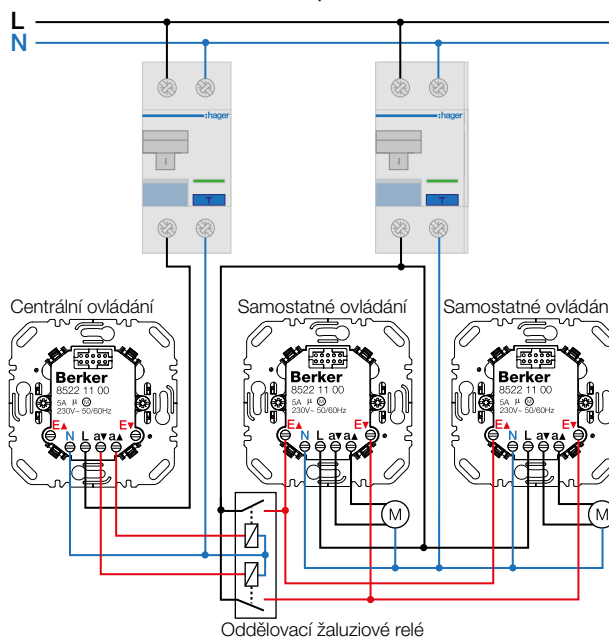 L
N
:hager
T
:hager
T
Centrální ovládání
Samostatné ovládání
Samostatné ovládán
Berker
8522 11 00
5A μ M
230V~ 50/60Hz
E▲ N L a▼ a▲ E▼
Berker
8522 11 00
5A μ M
230V~ 50/60Hz
E▲ N L a▼ a▲ E▼
Berker
8522 11 00
5A μ M
230V~ 50/60Hz
E▲ N L a▼ a▲ E▼
M
M
Oddělovací žaluziové relé